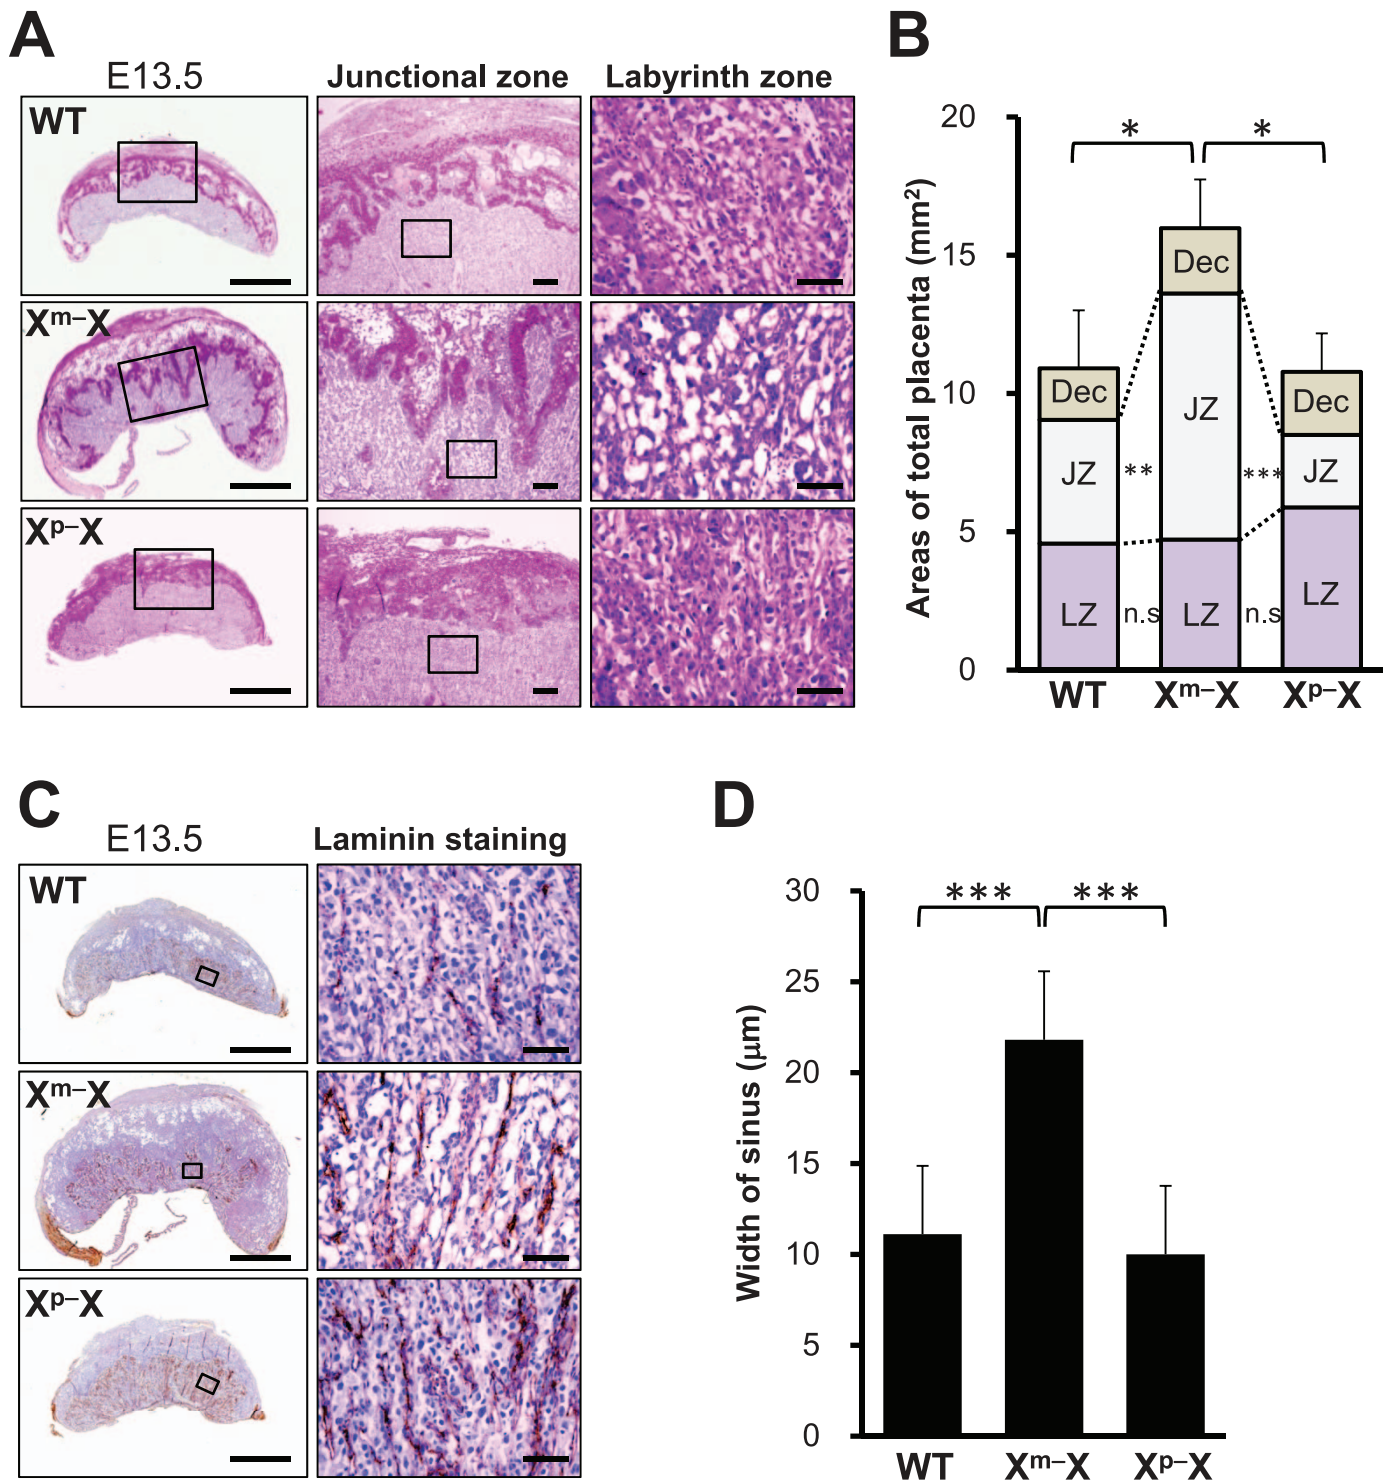 A
E13.5
Junctional zone
Labyrinth zone
WT
Xm–X
Xp–X
B
Areas of total placenta (mm2)
20
15
10
5
0
*
*
Dec
JZ
LZ
**
n.s
Dec
JZ
LZ
***
n.s
Dec
JZ
LZ
WT
Xm–X
Xp–X
C
E13.5
Laminin staining
WT
Xm–X
Xp–X
D
Width of sinus (μm)
30
25
20
15
10
5
0
***
***
WT
Xm–X
Xp–X